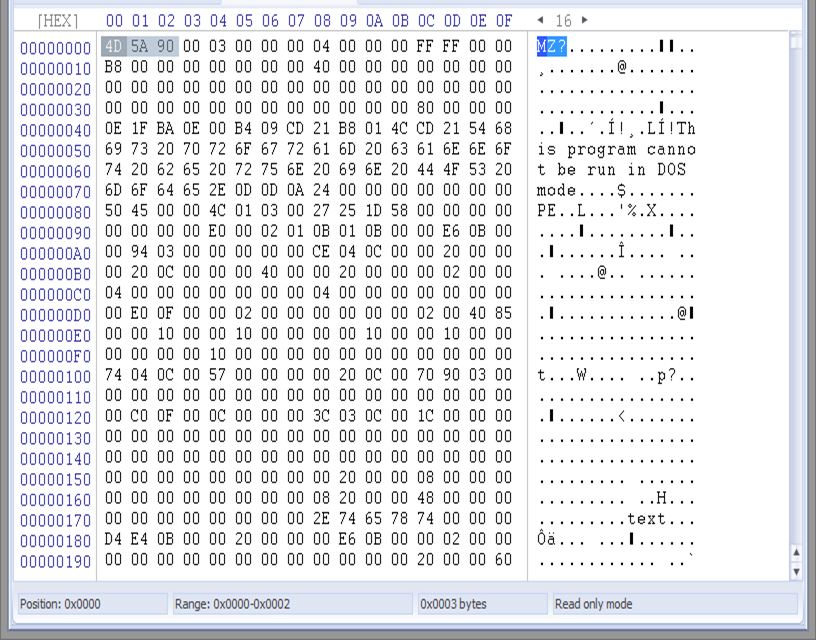 [HEX] 00 01 02 03 04 05 06 07 08 09 0A 0B 0C 0D 0E 0F 16
00000000 4D 5A 90 00 03 00 00 00 04 00 00 00 FF FF 00 00 MZ?.........▮▮..
00000010 B8 00 00 00 00 00 00 00 40 00 00 00 00 00 00 00 ¸.......@.......
00000020 00 00 00 00 00 00 00 00 00 00 00 00 00 00 00 00 ................
00000030 00 00 00 00 00 00 00 00 00 00 00 00 80 00 00 00 ............▮...
00000040 0E 1F BA 0E 00 B4 09 CD 21 B8 01 4C CD 21 54 68 ..▮..´.Í!¸.LÍ!Th
00000050 69 73 20 70 72 6F 67 72 61 6D 20 63 61 6E 6E 6F is program canno
00000060 74 20 62 65 20 72 75 6E 20 69 6E 20 44 4F 53 20 t be run in DOS
00000070 6D 6F 64 65 2E 0D 0D 0A 24 00 00 00 00 00 00 00 mode....$.......
00000080 50 45 00 00 4C 01 03 00 27 25 1D 58 00 00 00 00 PE..L...'%.X....
00000090 00 00 00 00 E0 00 02 01 0B 01 0B 00 00 E6 0B 00 ....▮........▮..
000000A0 00 94 03 00 00 00 00 00 CE 04 0C 00 00 20 00 00 .▮......Î.... ..
000000B0 00 20 0C 00 00 00 40 00 00 20 00 00 00 02 00 00 . ....@.. ......
000000C0 04 00 00 00 00 00 00 00 04 00 00 00 00 00 00 00 ................
000000D0 00 E0 0F 00 00 02 00 00 00 00 00 00 02 00 40 85 .▮............@▮
000000E0 00 00 10 00 00 10 00 00 00 00 10 00 00 10 00 00 ................
000000F0 00 00 00 00 10 00 00 00 00 00 00 00 00 00 00 00 ................
00000100 74 04 0C 00 57 00 00 00 00 20 0C 00 70 90 03 00 t...W.... ..p?..
00000110 00 00 00 00 00 00 00 00 00 00 00 00 00 00 00 00 ................
00000120 00 C0 0F 00 0C 00 00 00 3C 03 0C 00 1C 00 00 00 .▮......<.......
00000130 00 00 00 00 00 00 00 00 00 00 00 00 00 00 00 00 ................
00000140 00 00 00 00 00 00 00 00 00 00 00 00 00 00 00 00 ................
00000150 00 00 00 00 00 00 00 00 00 20 00 00 08 00 00 00 ......... ......
00000160 00 00 00 00 00 00 00 00 08 20 00 00 48 00 00 00 ......... ..H...
00000170 00 00 00 00 00 00 00 00 2E 74 65 78 74 00 00 00 .........text...
00000180 D4 E4 0B 00 00 20 00 00 00 E6 0B 00 00 02 00 00 Ôä... ...▮......
00000190 00 00 00 00 00 00 00 00 00 00 00 00 20 00 00 60 ............ ..`
Position: 0x0000 Range: 0x0000-0x0002 0x0003 bytes Read only mode